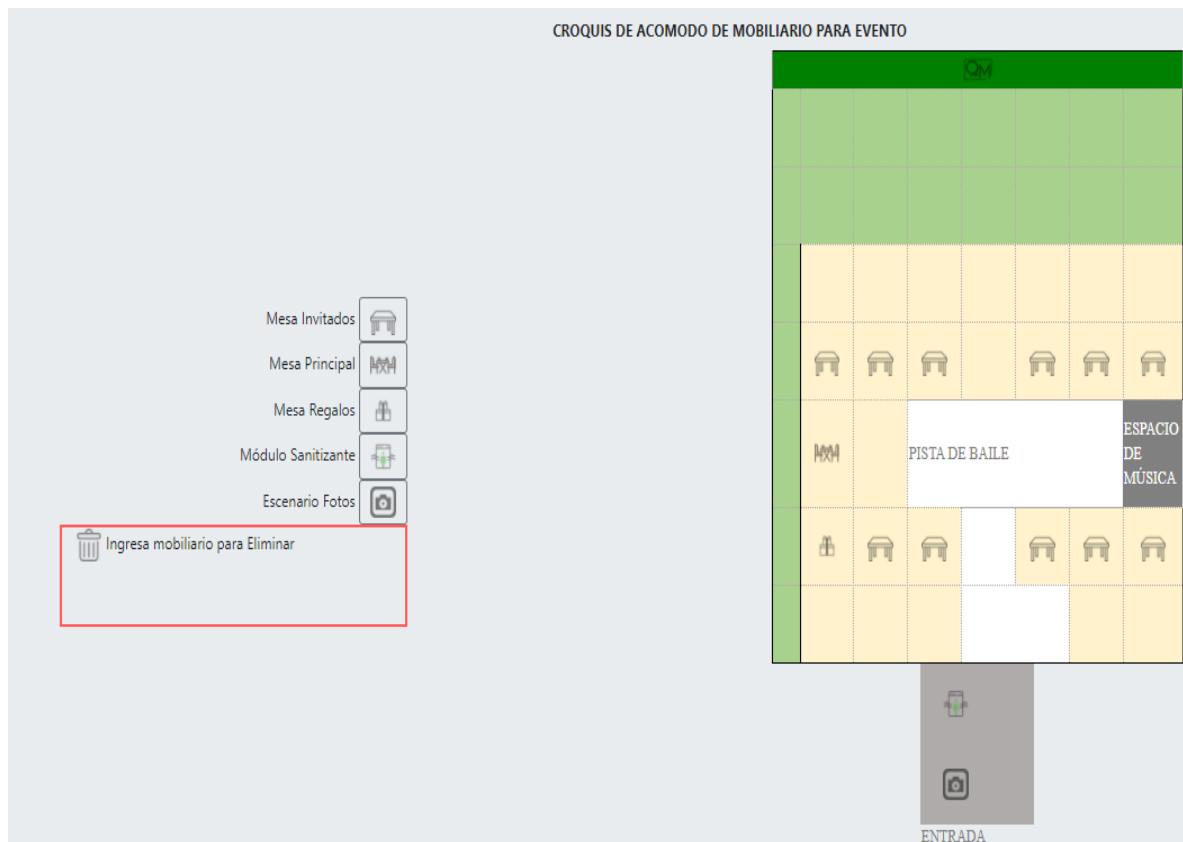 CROQUIS DE ACOMODO DE MOBILIARIO PARA EVENTO
QM
Mesa Invitados
Mesa Principal
Mesa Regalos
Módulo Sanitizante
Escenario Fotos
Ingresa mobiliario para Eliminar
PISTA DE BAILE
ESPACIO
DE
MÚSICA
ENTRADA